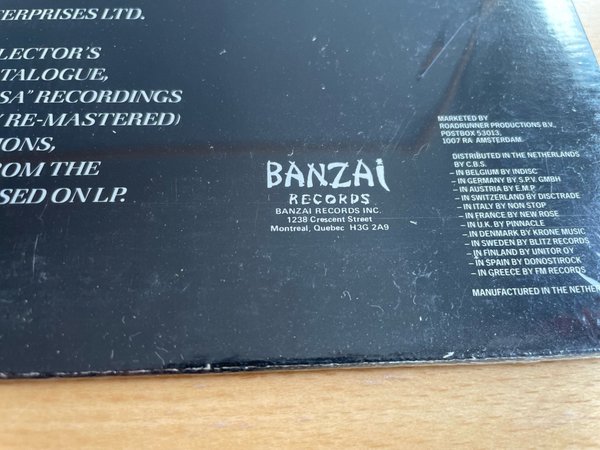 ERPRISES LTD.
LECTOR'S
TALOGUE,
SA" RECORDINGS
RE-MASTERED)
IONS,
ROM THE
SED ON LP.
BANZAI
RECORDS
BANZAI RECORDS INC.
1238 Crescent Street
Montreal, Quebec H3G 2A9
MARKETED BY
ROADRUNNER PRODUCTIONS B.V.,
POSTBOX 53013,
1007 RA AMSTERDAM.
DISTRIBUTED IN THE NETHERLANDS
BY C.B.S.
– IN BELGIUM BY INDISC
– IN GERMANY BY S.P.V. GMBH
– IN AUSTRIA BY E.M.P.
– IN SWITZERLAND BY DISCTRADE
– IN ITALY BY NON STOP
– IN FRANCE BY NEW ROSE
– IN U.K. BY PINNACLE
– IN DENMARK BY KRONE MUSIC
– IN SWEDEN BY BLITZ RECORDS
– IN FINLAND BY UNITOR OY
– IN SPAIN BY DONOSTIROCK
– IN GREECE BY FM RECORDS
MANUFACTURED IN THE NETHER